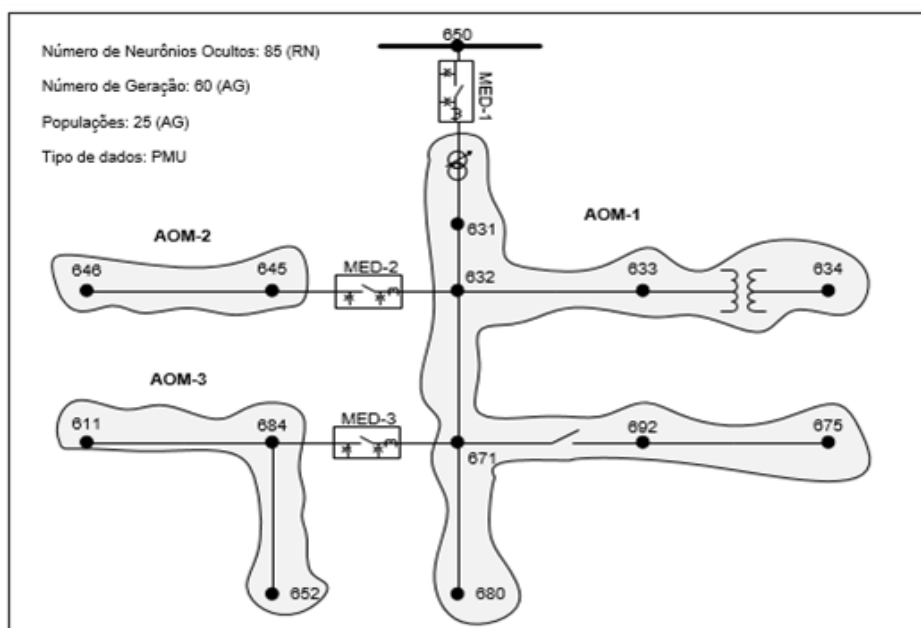 650
Número de Neurônios Ocultos: 85 (RN)
Número de Geração: 60 (AG)
Populações: 25 (AG)
Tipo de dados: PMU
MED-1
AOM-1
631
AOM-2
646
645
MED-2
632
633
634
AOM-3
611
684
MED-3
671
692
675
652
680